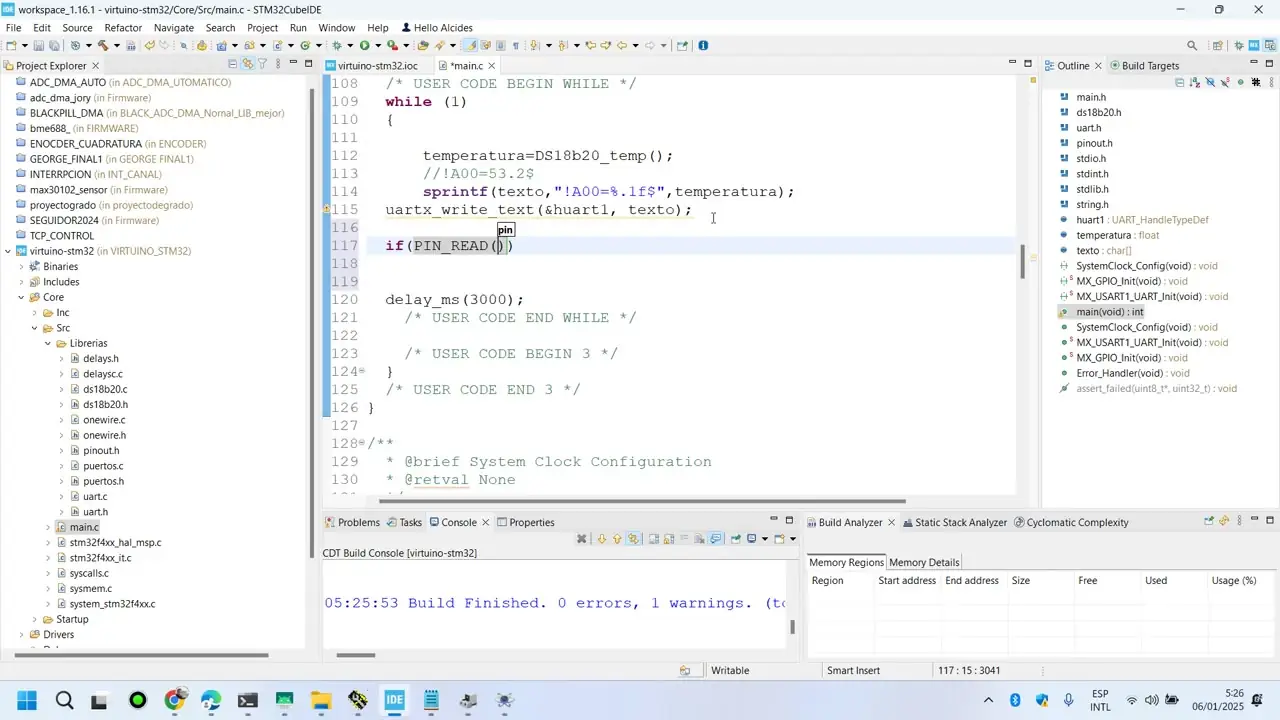 workspace_1.16.1 - virtuino-stm32/Core/Src/main.c - STM32CubeIDE
File Edit Source Refactor Navigate Search Project Run Window Help Hello Alcides
Project Explorer
ADC_DMA_AUTO (in ADC_DMA_UTOMATICO)
adc_dma_jory (in Firmware)
BLACKPILL_DMA (in BLACK_ADC_DMA_Nornal_LIB_mejor)
bme688_ (in FIRMWARE)
ENOCDER_CUADRATURA (in ENCODER)
GEORGE_FINAL1 (in GEORGE FINAL1)
INTERRPCION (in INT_CANAL)
max30102_sensor (in Firmware)
proyectogrado (in proyectodegrado)
SEGUIDOR2024 (in Firmware)
TCP_CONTROL
virtuino-stm32 (in VIRTUINO_STM32)
Binaries
Includes
Core
Inc
Src
Librerias
delays.h
delaysc.c
ds18b20.c
ds18b20.h
onewire.c
onewire.h
pinout.h
puertos.c
puertos.h
uart.c
uart.h
main.c
stm32f4xx_hal_msp.c
stm32f4xx_it.c
syscalls.c
sysmem.c
system_stm32f4xx.c
Startup
Drivers
virtuino-stm32.ioc
*main.c
108 /* USER CODE BEGIN WHILE */
109 while (1)
110 {
111
112 temperatura=DS18b20_temp();
113 //!A00=53.2$
114 sprintf(texto,"!A00=%.1f$",temperatura);
115 uartx_write_text(&huart1, texto);
116
pin
117 if(PIN_READ())
118
119
120 delay_ms(3000);
121 /* USER CODE END WHILE */
122
123 /* USER CODE BEGIN 3 */
124 }
125 /* USER CODE END 3 */
126 }
127
128 /**
129 * @brief System Clock Configuration
130 * @retval None
Outline
Build Targets
main.h
ds18b20.h
uart.h
pinout.h
stdio.h
stdint.h
stdlib.h
string.h
huart1 : UART_HandleTypeDef
temperatura : float
texto : char[]
SystemClock_Config(void) : void
MX_GPIO_Init(void) : void
MX_USART1_UART_Init(void) : void
main(void) : int
SystemClock_Config(void) : void
MX_USART1_UART_Init(void) : void
MX_GPIO_Init(void) : void
Error_Handler(void) : void
assert_failed(uint8_t*, uint32_t) : void
Problems Tasks Console Properties
CDT Build Console [virtuino-stm32]
05:25:53 Build Finished. 0 errors, 1 warnings. (to
Build Analyzer Static Stack Analyzer Cyclomatic Complexity
Memory Regions Memory Details
Region Start address End address Size Free Used Usage (%)
Writable Smart Insert 117 : 15 : 3041
IDE
ESP
INTL
5:26
06/01/2025